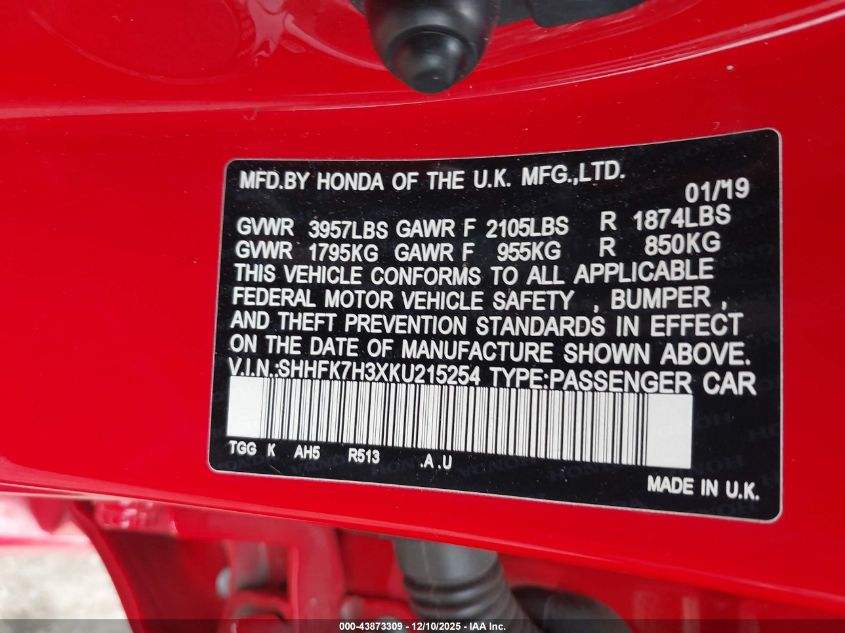 MFD.BY HONDA OF THE U.K. MFG.,LTD.
01/'19
GVWR 3957LBS GAWR F 2105LBS R 1874LBS
GVWR 1795KG GAWR F 955KG R 850KG
THIS VEHICLE CONFORMS TO ALL APPLICABLE
FEDERAL MOTOR VEHICLE SAFETY , BUMPER ,
AND THEFT PREVENTION STANDARDS IN EFFECT
ON THE DATE OF MANUFACTURE SHOWN ABOVE.
V.I.N.:SHHFK7H3XKU215254 TYPE:PASSENGER CAR
TGG K AH5 R513 .A .U
MADE IN U.K.
000-43873309 - 12/10/2025 - IAA Inc.